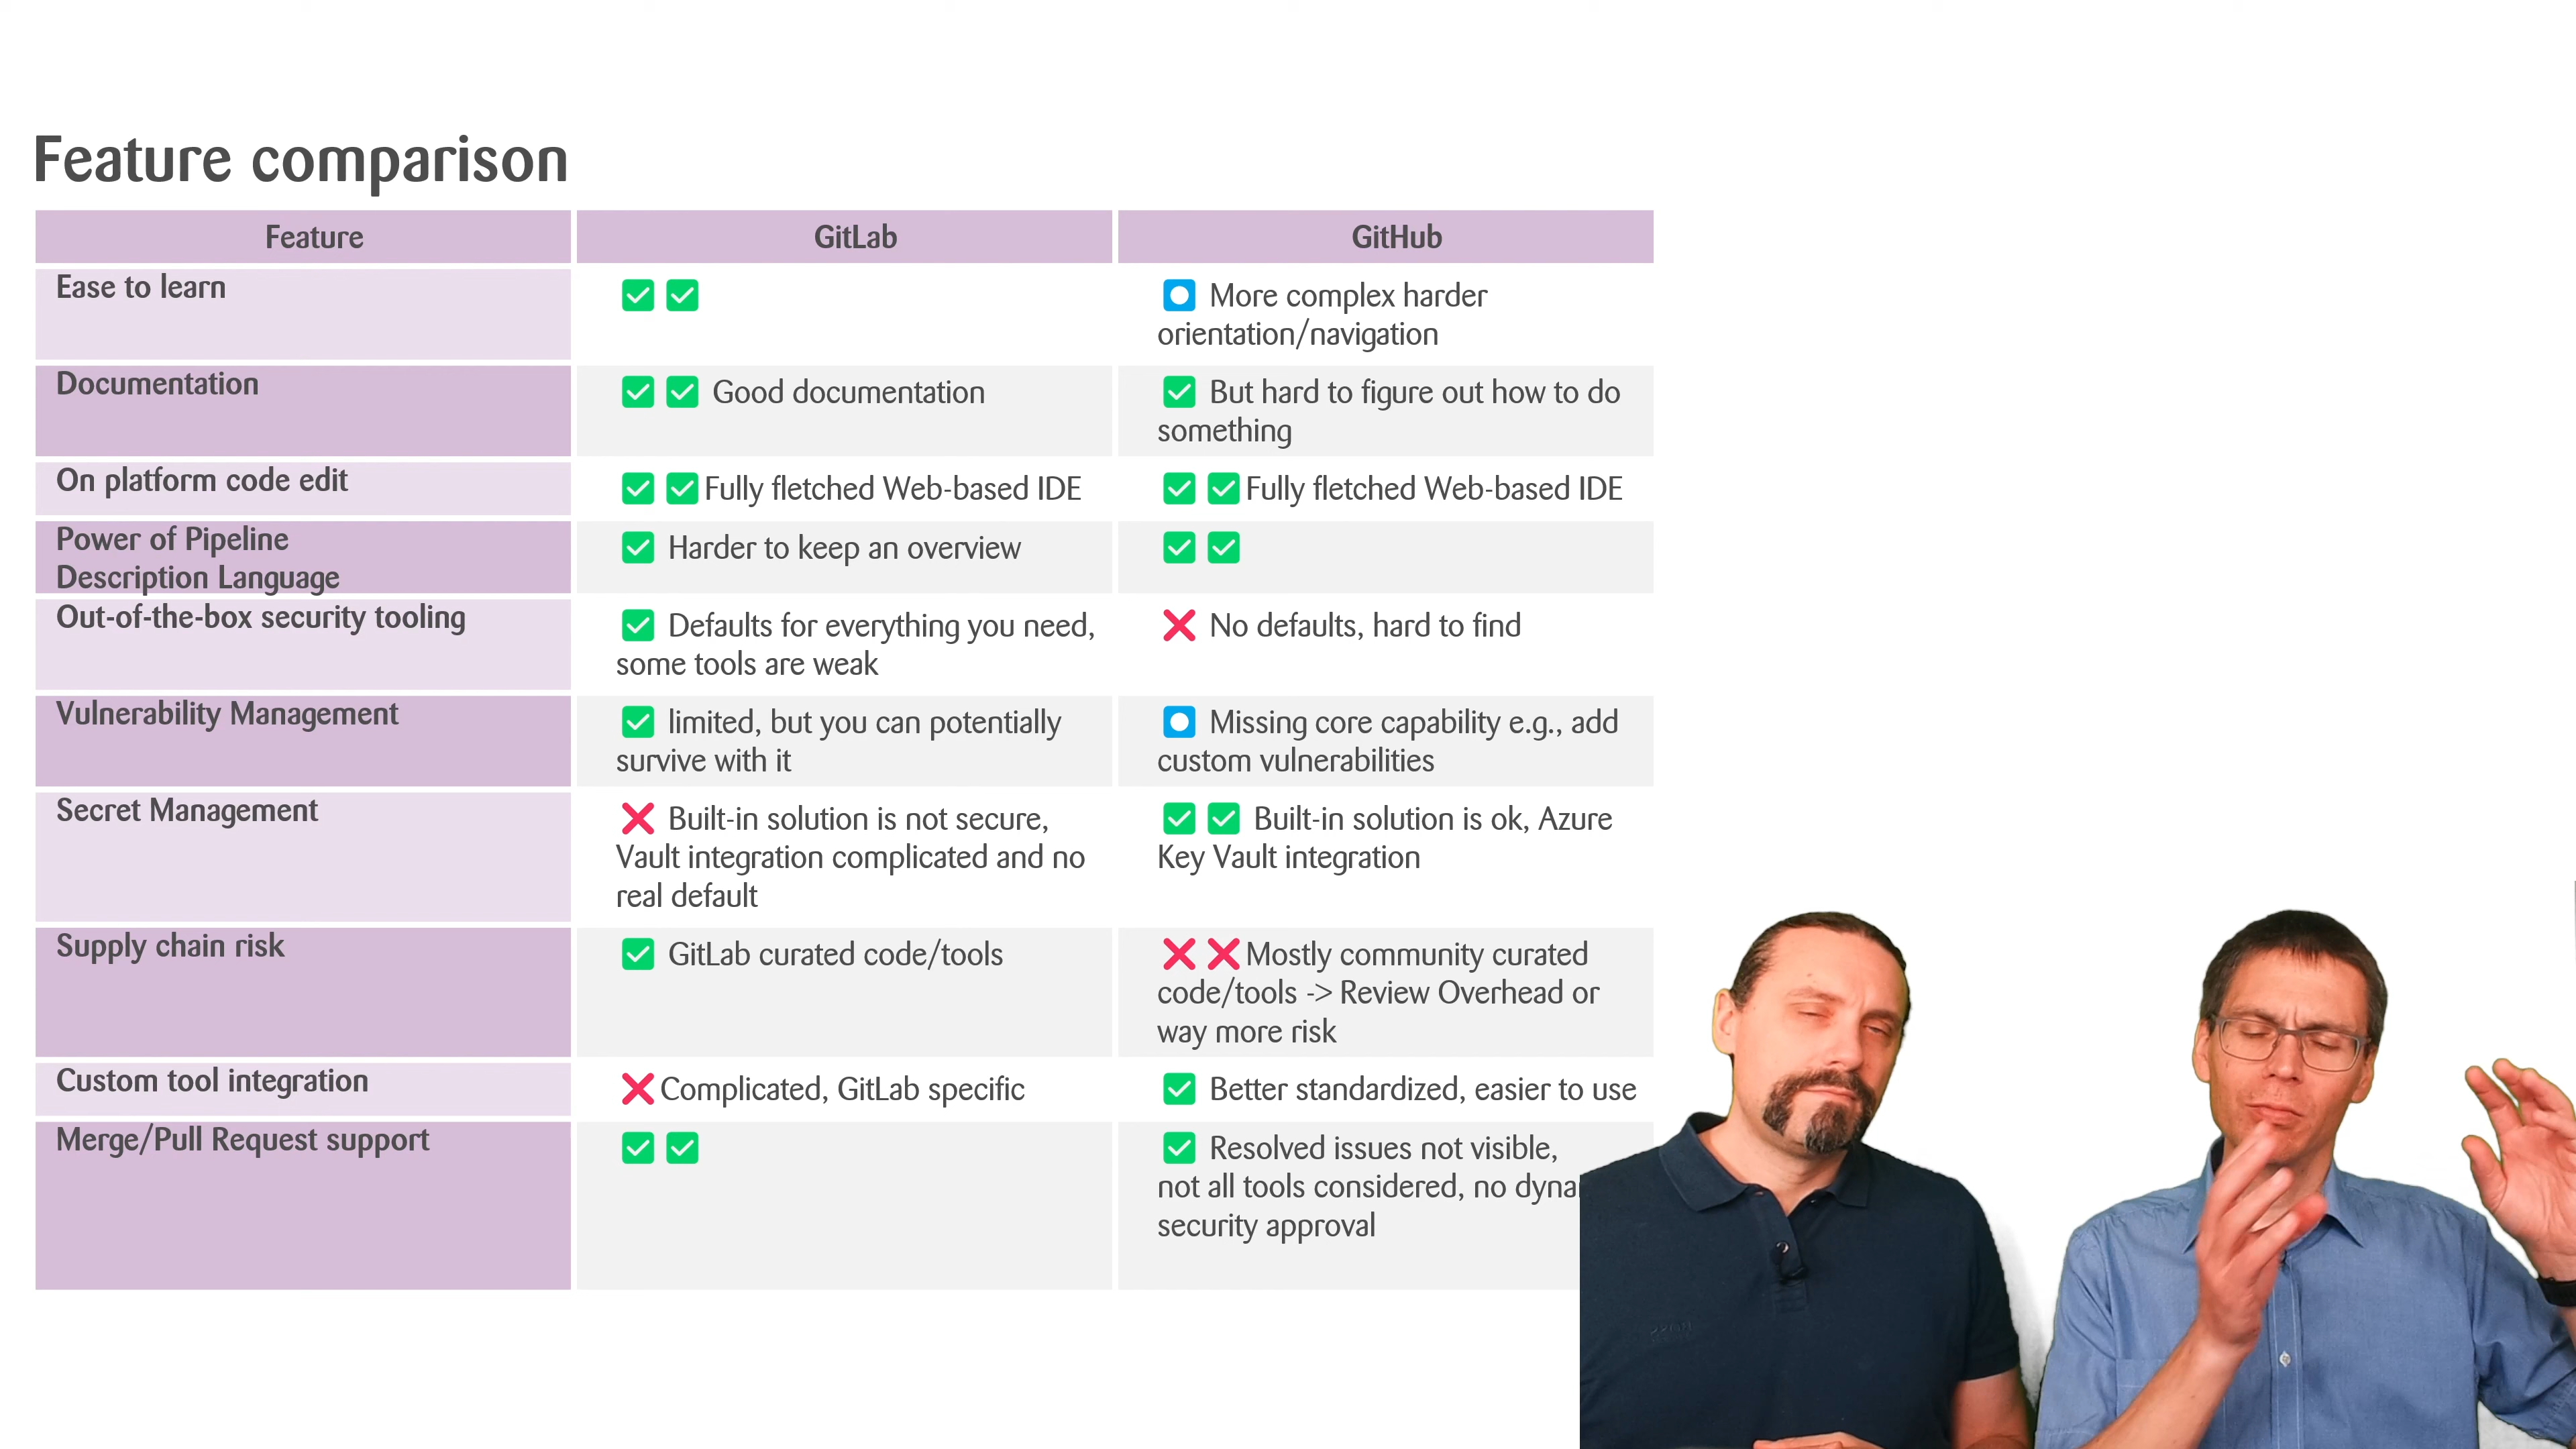 Feature comparison
Feature
GitLab
GitHub
Ease to learn
More complex harder
orientation/navigation
Documentation
Good documentation
But hard to figure out how to do
something
On platform code edit
Fully fletched Web-based IDE
Fully fletched Web-based IDE
Power of Pipeline
Description Language
Harder to keep an overview
Out-of-the-box security tooling
Defaults for everything you need,
some tools are weak
No defaults, hard to find
Vulnerability Management
limited, but you can potentially
survive with it
Missing core capability e.g., add
custom vulnerabilities
Secret Management
Built-in solution is not secure,
Vault integration complicated and no
real default
Built-in solution is ok, Azure
Key Vault integration
Supply chain risk
GitLab curated code/tools
Mostly community curated
code/tools -> Review Overhead or
way more risk
Custom tool integration
Complicated, GitLab specific
Better standardized, easier to use
Merge/Pull Request support
Resolved issues not visible,
not all tools considered, no
security approval